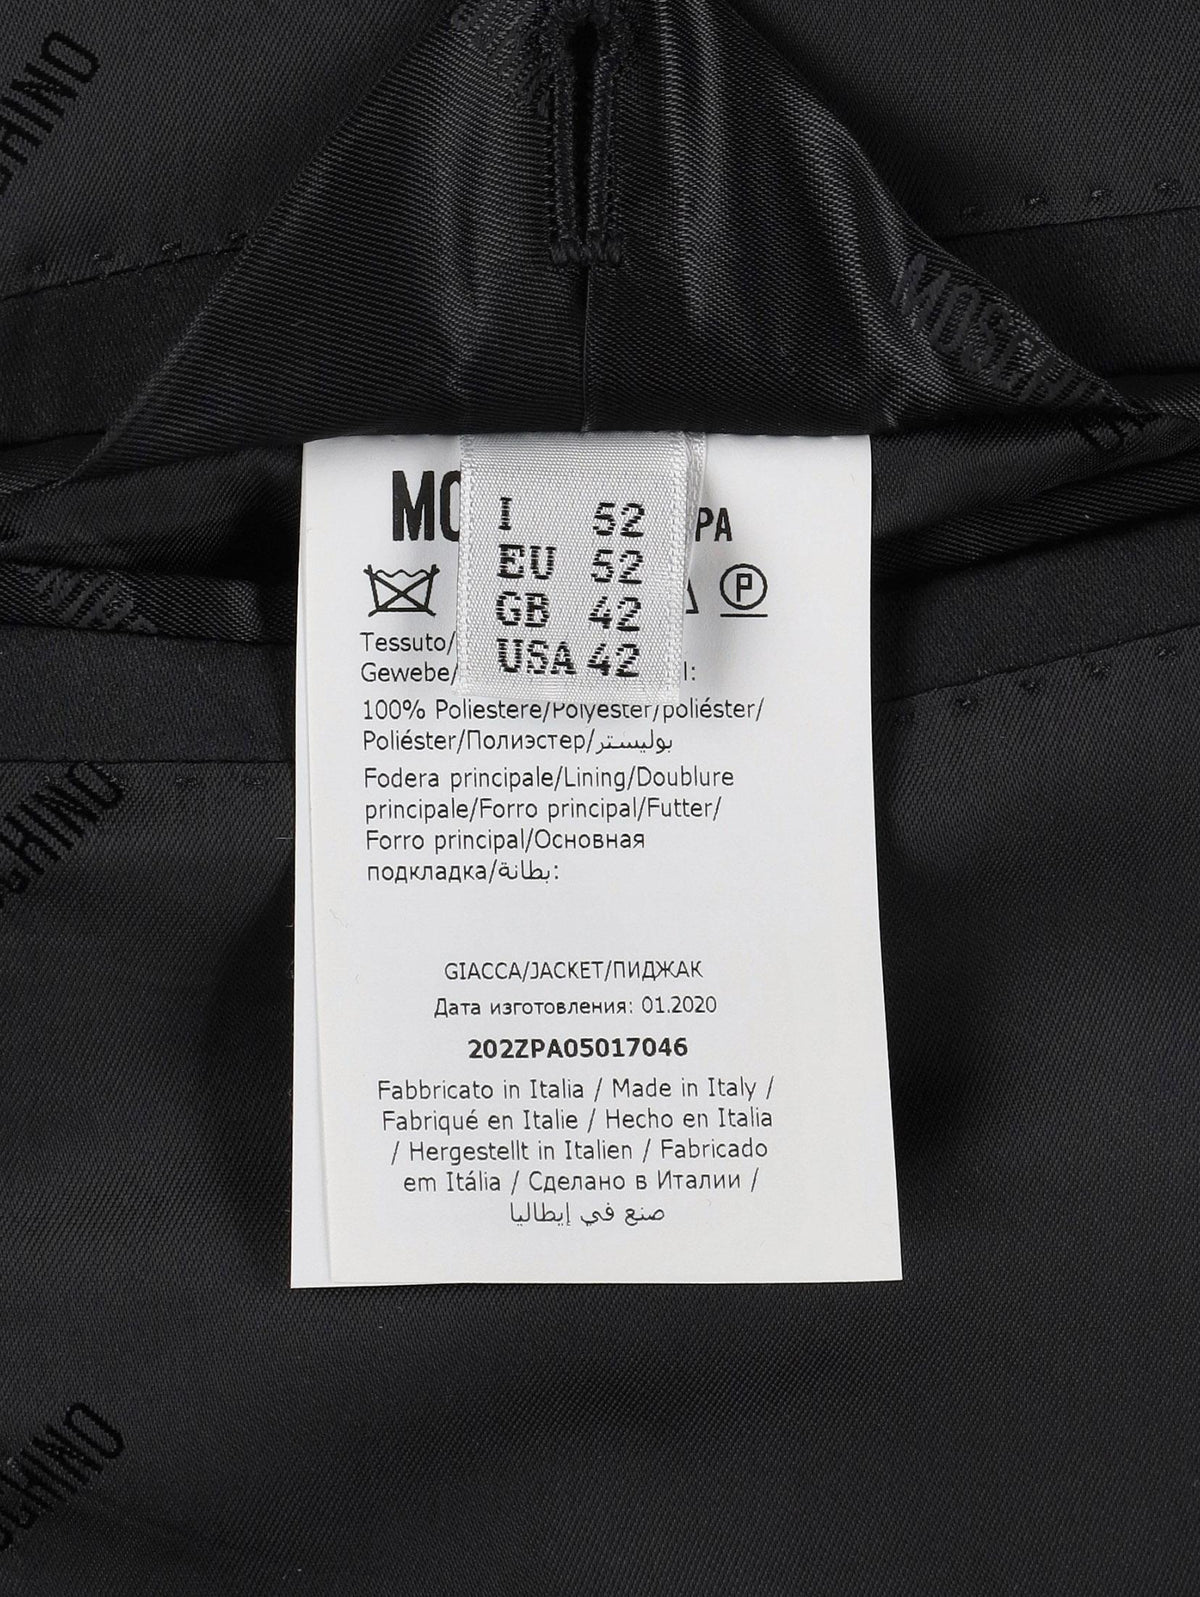 MOSCHINO
I 52
EU 52
GB 42
USA 42
PA
P
Tessuto/
Gewebe/
100% Poliestere/Polyester/poliéster/
Poliéster/Полиэстер/بوليستر
Fodera principale/Lining/Doublure
principale/Forro principal/Futter/
Forro principal/Основная
подкладка/بطانة:
GIACCA/JACKET/ПИДЖАК
Дата изготовления: 01.2020
202ZPA05017046
Fabbricato in Italia / Made in Italy /
Fabriqué en Italie / Hecho en Italia
/ Hergestellt in Italien / Fabricado
em Itália / Сделано в Италии /
صنع في إيطاليا